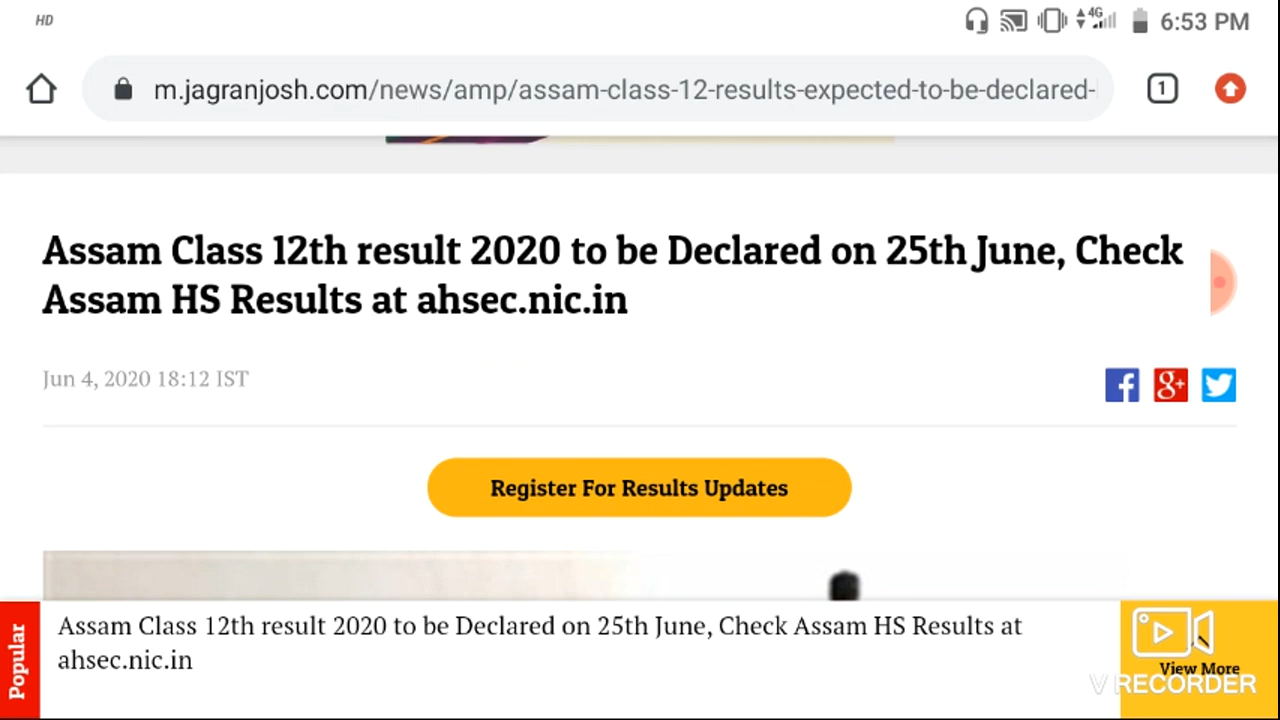 HD
4G
6:53 PM
m.jagranjosh.com/news/amp/assam-class-12-results-expected-to-be-declared-
1
Assam Class 12th result 2020 to be Declared on 25th June, Check
Assam HS Results at ahsec.nic.in
Jun 4, 2020 18:12 IST
f
g+
Register For Results Updates
Popular
Assam Class 12th result 2020 to be Declared on 25th June, Check Assam HS Results at
ahsec.nic.in
View More
V RECORDER